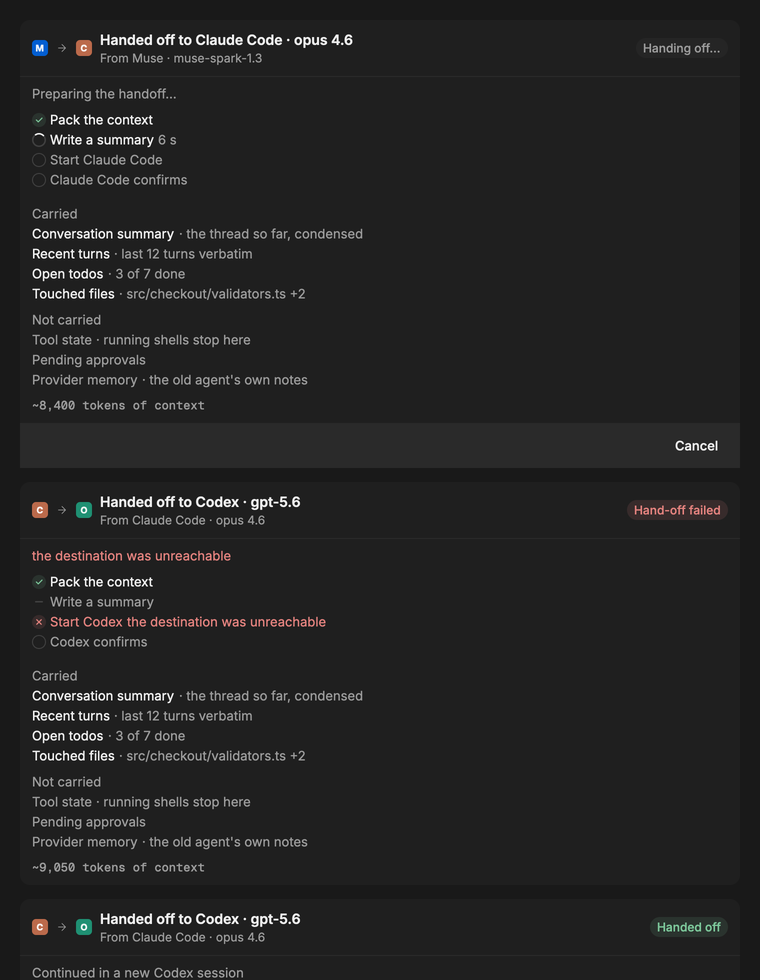 M → C Handed off to Claude Code · opus 4.6
From Muse · muse-spark-1.3
Handing off...
Preparing the handoff...
Pack the context
Write a summary 6 s
Start Claude Code
Claude Code confirms
Carried
Conversation summary · the thread so far, condensed
Recent turns · last 12 turns verbatim
Open todos · 3 of 7 done
Touched files · src/checkout/validators.ts +2
Not carried
Tool state · running shells stop here
Pending approvals
Provider memory · the old agent's own notes
~8,400 tokens of context
Cancel
C → O Handed off to Codex · gpt-5.6
From Claude Code · opus 4.6
Hand-off failed
the destination was unreachable
Pack the context
Write a summary
Start Codex the destination was unreachable
Codex confirms
Carried
Conversation summary · the thread so far, condensed
Recent turns · last 12 turns verbatim
Open todos · 3 of 7 done
Touched files · src/checkout/validators.ts +2
Not carried
Tool state · running shells stop here
Pending approvals
Provider memory · the old agent's own notes
~9,050 tokens of context
C → O Handed off to Codex · gpt-5.6
From Claude Code · opus 4.6
Handed off
Continued in a new Codex session